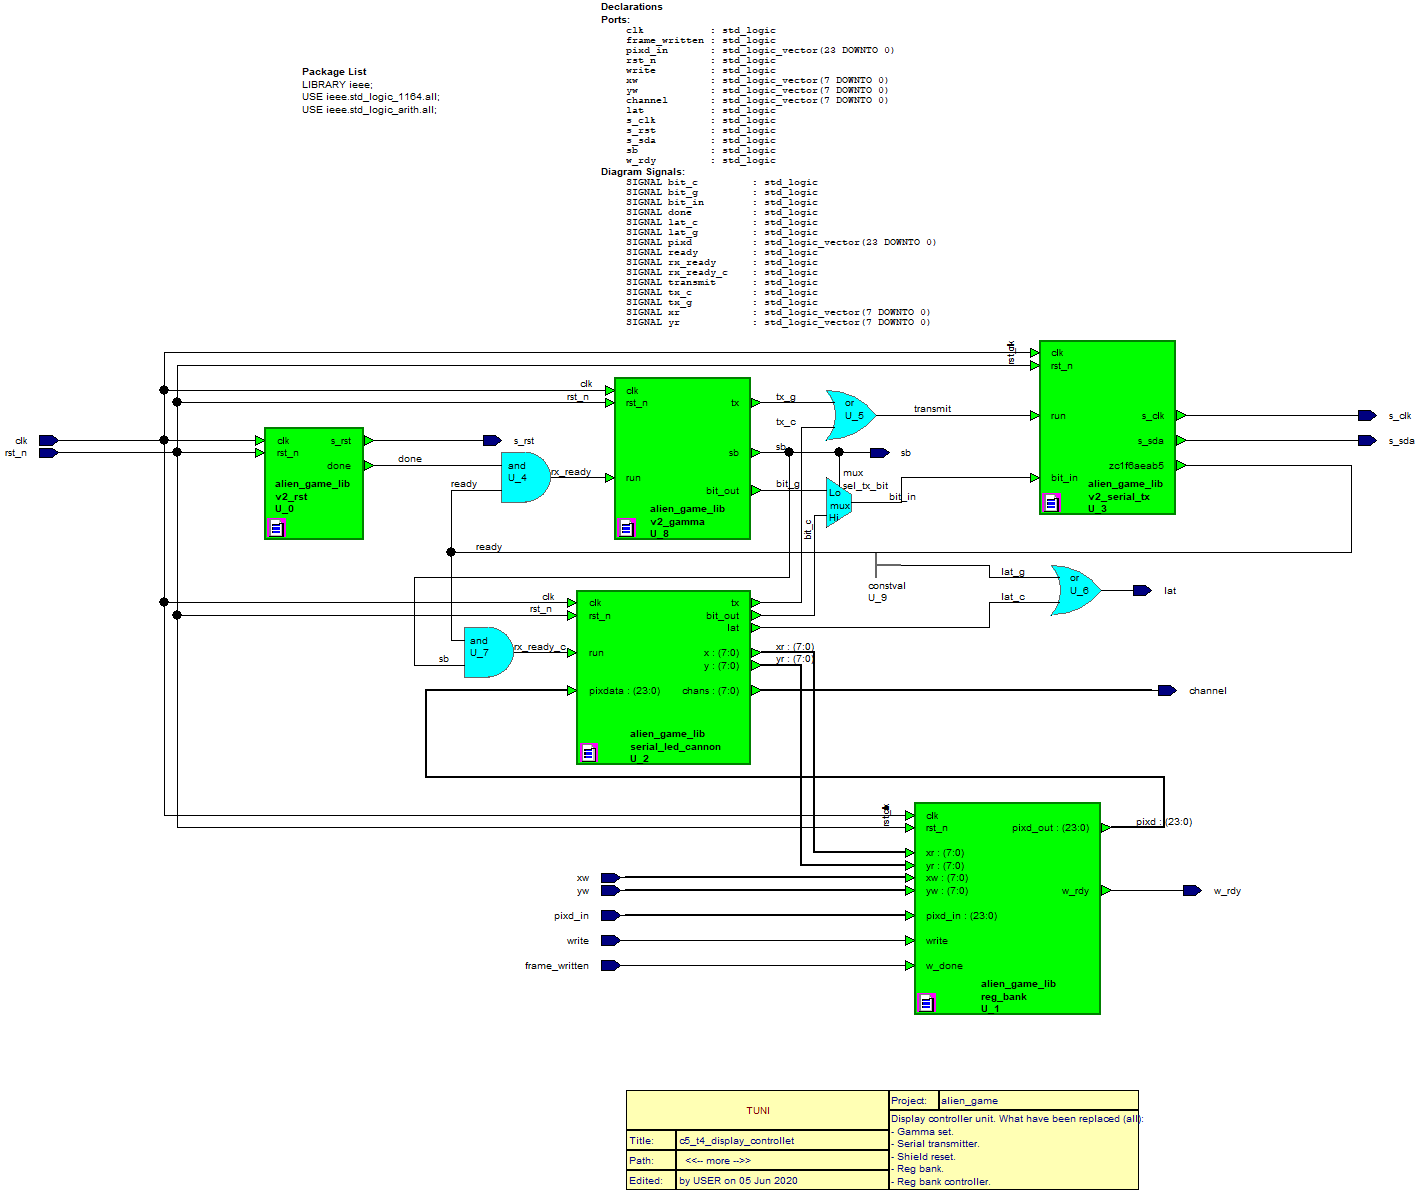 Declarations
Ports:
clk : std_logic
frame_written : std_logic
pixd_in : std_logic_vector(23 DOWNTO 0)
rst_n : std_logic
write : std_logic
xw : std_logic_vector(7 DOWNTO 0)
yw : std_logic_vector(7 DOWNTO 0)
channel : std_logic_vector(7 DOWNTO 0)
lat : std_logic
s_clk : std_logic
s_rst : std_logic
s_sda : std_logic
sb : std_logic
w_rdy : std_logic
Diagram Signals:
SIGNAL bit_c : std_logic
SIGNAL bit_g : std_logic
SIGNAL bit_in : std_logic
SIGNAL done : std_logic
SIGNAL lat_c : std_logic
SIGNAL lat_g : std_logic
SIGNAL pixd : std_logic_vector(23 DOWNTO 0)
SIGNAL ready : std_logic
SIGNAL rx_ready : std_logic
SIGNAL rx_ready_c : std_logic
SIGNAL transmit : std_logic
SIGNAL tx_c : std_logic
SIGNAL tx_g : std_logic
SIGNAL xr : std_logic_vector(7 DOWNTO 0)
SIGNAL yr : std_logic_vector(7 DOWNTO 0)
Package List
LIBRARY ieee;
USE ieee.std_logic_1164.all;
USE ieee.std_logic_arith.all;
clk
rst_n
clk
rst_n
s_rst
done
alien_game_lib
v2_rst
U_0
s_rst
done
ready
and
U_4
rx_ready
clk
rst_n
clk
rst_n
run
tx
sb
bit_out
alien_game_lib
v2_gamma
U_8
tx_g
tx_c
sb
bit_g
bit_c
or
U_5
transmit
sb
mux
sel_tx_bit
Lo
mux
Hi
bit_in
clk
clk
rst_n
run
bit_in
s_clk
s_sda
zc1f6aeab5
alien_game_lib
v2_serial_tx
U_3
s_clk
s_sda
ready
constval
U_9
lat_g
lat_c
or
U_6
lat
sb
and
U_7
rx_ready_c
clk
rst_n
clk
rst_n
run
pixdata : (23:0)
tx
bit_out
lat
x : (7:0)
y : (7:0)
chans : (7:0)
alien_game_lib
serial_led_cannon
U_2
xr : (7:0)
yr : (7:0)
channel
clk
rst_n
xr : (7:0)
yr : (7:0)
xw : (7:0)
yw : (7:0)
pixd_in : (23:0)
write
w_done
pixd_out : (23:0)
w_rdy
alien_game_lib
reg_bank
U_1
pixd : (23:0)
w_rdy
xw
yw
pixd_in
write
frame_written
TUNI
Title: c5_t4_display_controllet
Path: <<-- more -->>
Edited: by USER on 05 Jun 2020
Project: alien_game
Display controller unit. What have been replaced (all):
- Gamma set.
- Serial transmitter.
- Shield reset.
- Reg bank.
- Reg bank controller.